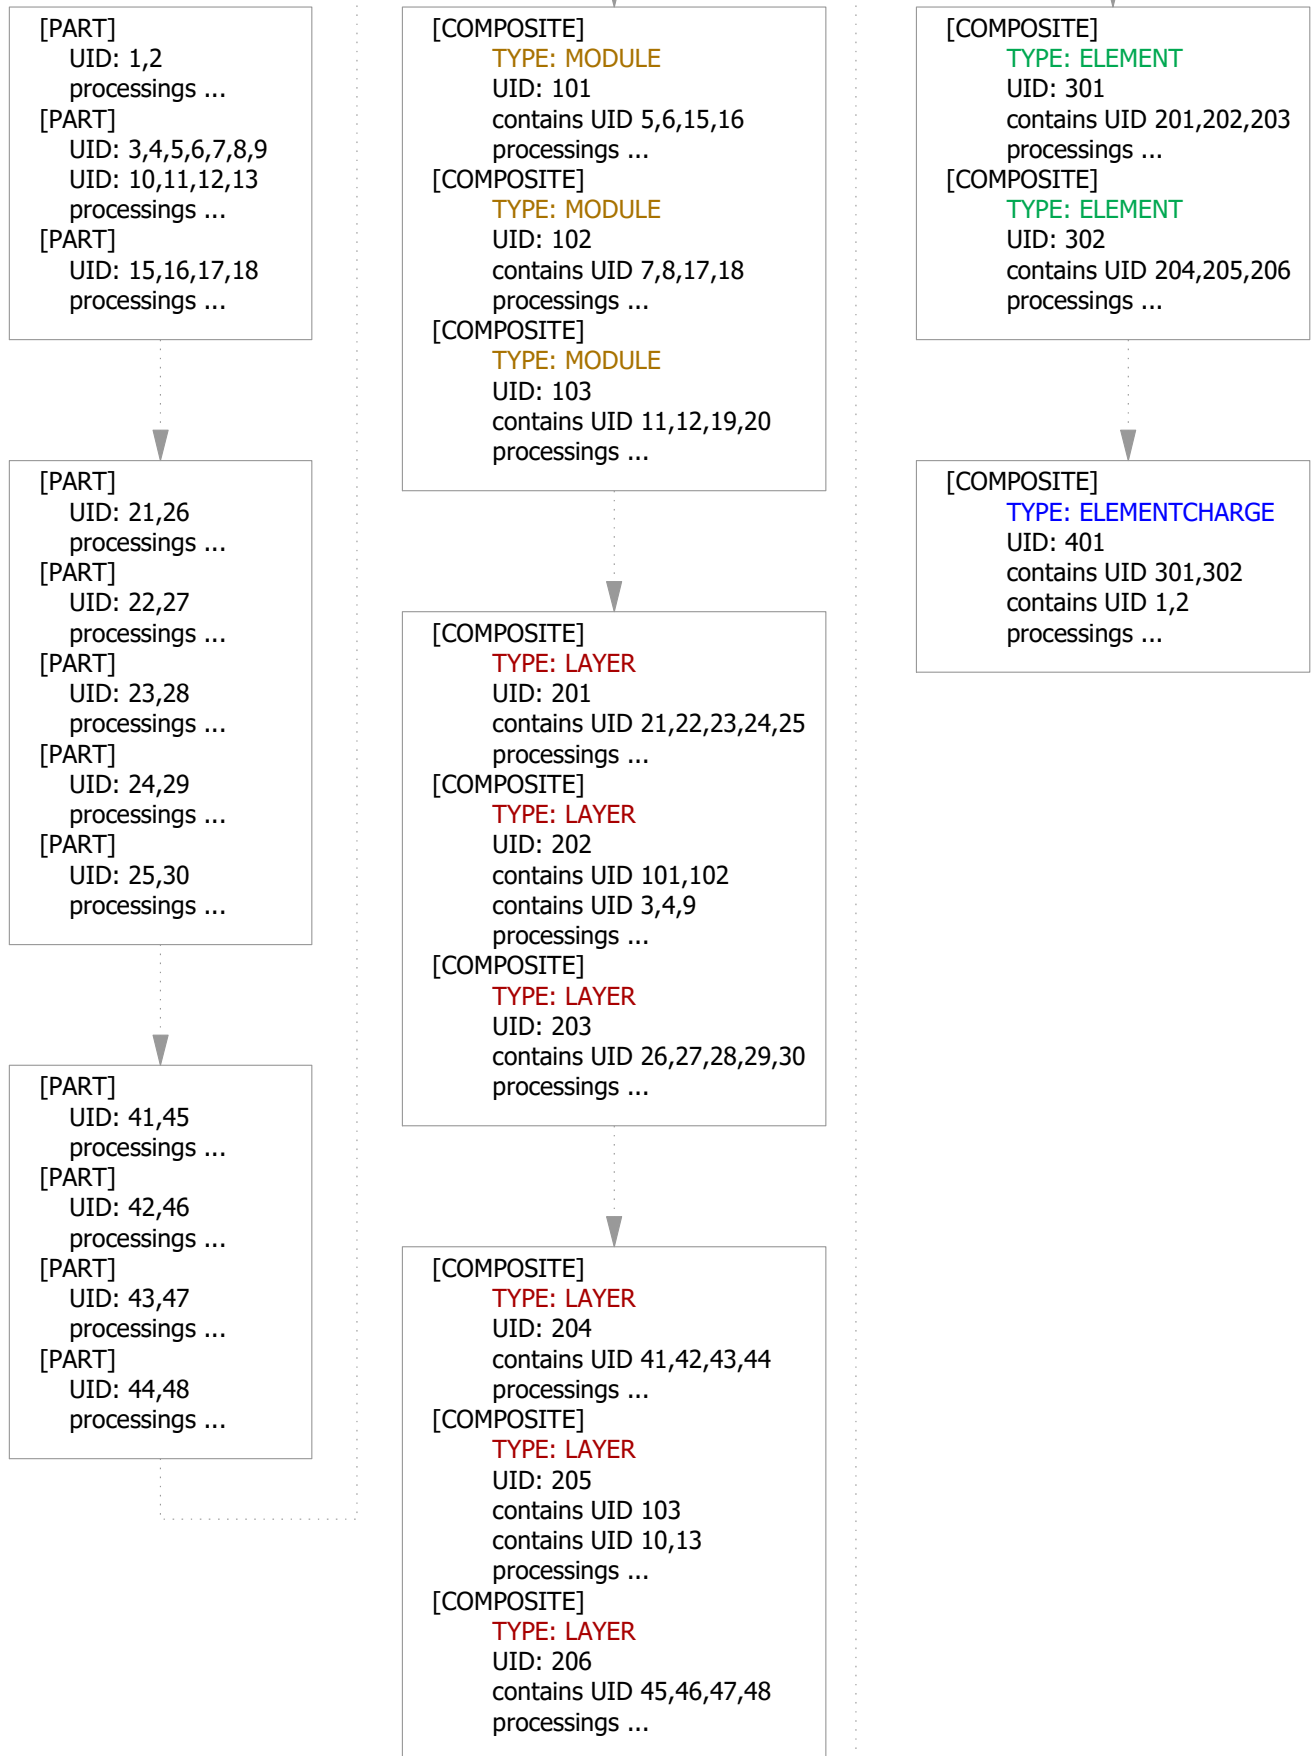 [PART]
UID: 1,2
processings ...
[PART]
UID: 3,4,5,6,7,8,9
UID: 10,11,12,13
processings ...
[PART]
UID: 15,16,17,18
processings ...
[PART]
UID: 21,26
processings ...
[PART]
UID: 22,27
processings ...
[PART]
UID: 23,28
processings ...
[PART]
UID: 24,29
processings ...
[PART]
UID: 25,30
processings ...
[PART]
UID: 41,45
processings ...
[PART]
UID: 42,46
processings ...
[PART]
UID: 43,47
processings ...
[PART]
UID: 44,48
processings ...
[COMPOSITE]
TYPE: MODULE
UID: 101
contains UID 5,6,15,16
processings ...
[COMPOSITE]
TYPE: MODULE
UID: 102
contains UID 7,8,17,18
processings ...
[COMPOSITE]
TYPE: MODULE
UID: 103
contains UID 11,12,19,20
processings ...
[COMPOSITE]
TYPE: LAYER
UID: 201
contains UID 21,22,23,24,25
processings ...
[COMPOSITE]
TYPE: LAYER
UID: 202
contains UID 101,102
contains UID 3,4,9
processings ...
[COMPOSITE]
TYPE: LAYER
UID: 203
contains UID 26,27,28,29,30
processings ...
[COMPOSITE]
TYPE: LAYER
UID: 204
contains UID 41,42,43,44
processings ...
[COMPOSITE]
TYPE: LAYER
UID: 205
contains UID 103
contains UID 10,13
processings ...
[COMPOSITE]
TYPE: LAYER
UID: 206
contains UID 45,46,47,48
processings ...
[COMPOSITE]
TYPE: ELEMENT
UID: 301
contains UID 201,202,203
processings ...
[COMPOSITE]
TYPE: ELEMENT
UID: 302
contains UID 204,205,206
processings ...
[COMPOSITE]
TYPE: ELEMENTCHARGE
UID: 401
contains UID 301,302
contains UID 1,2
processings ...